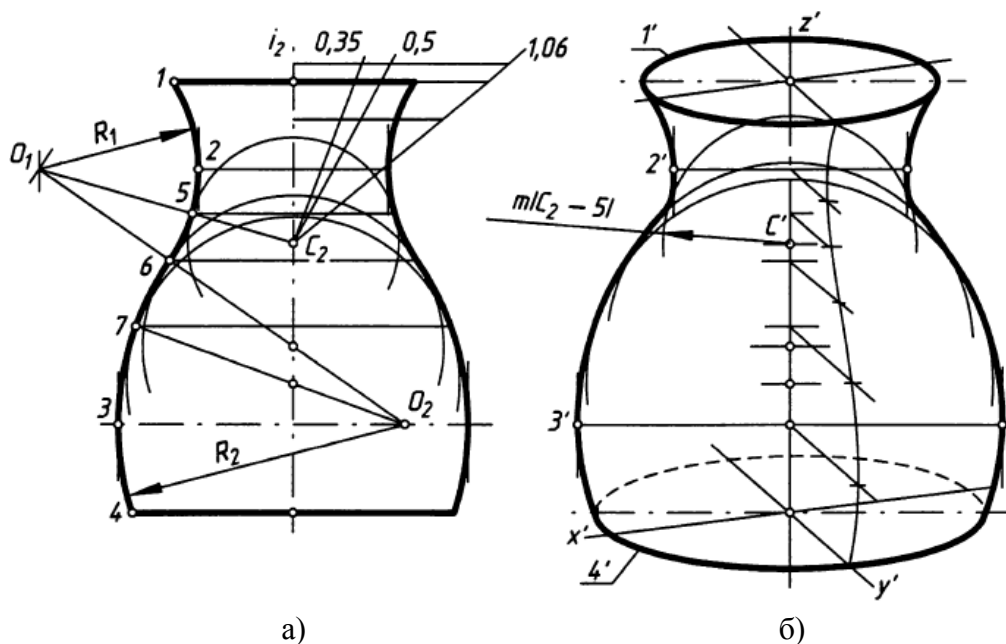 i₂ 0,35 0,5 1,06
1
R₁
O₁
2
5
C₂
6
7
3
O₂
R₂
4
а)
z'
1'
2'
m|C₂ – 5|
C'
3'
x'
4'
y'
б)